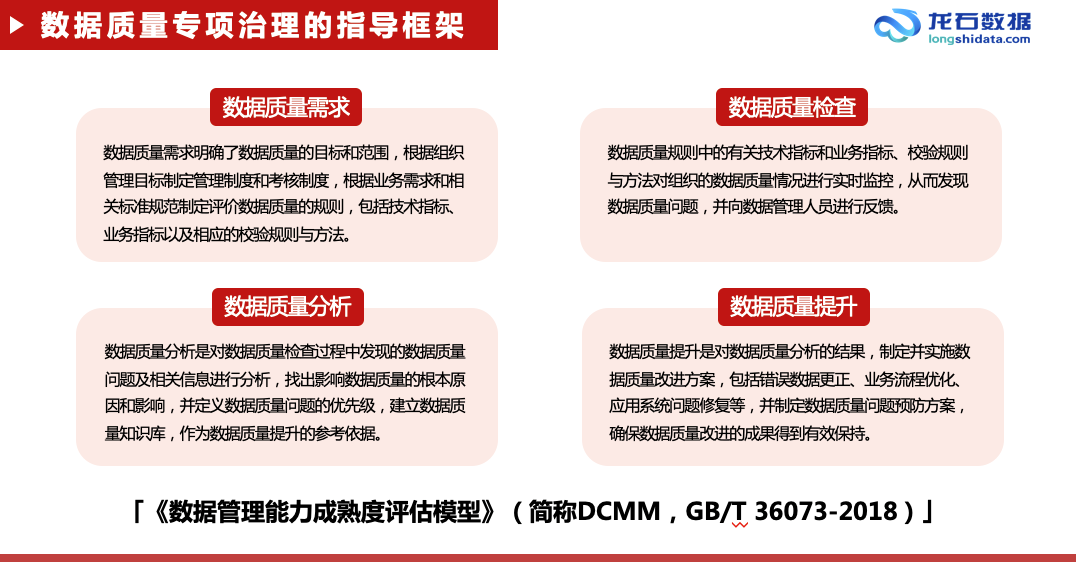 数据质量专项治理的指导框架
龙石数据
longshidata.com
数据质量需求
数据质量需求明确了数据质量的目标和范围，根据组织
管理目标制定管理制度和考核制度，根据业务需求和相
关标准规范制定评价数据质量的规则，包括技术指标、
业务指标以及相应的校验规则与方法。
数据质量检查
数据质量规则中的有关技术指标和业务指标、校验规则
与方法对组织的数据质量情况进行实时监控，从而发现
数据质量问题，并向数据管理人员进行反馈。
数据质量分析
数据质量分析是对数据质量检查过程中发现的数据质量
问题及相关信息进行分析，找出影响数据质量的根本原
因和影响，并定义数据质量问题的优先级，建立数据质
量知识库，作为数据质量提升的参考依据。
数据质量提升
数据质量提升是对数据质量分析的结果，制定并实施数
据质量改进方案，包括错误数据更正、业务流程优化、
应用系统问题修复等，并制定数据质量问题预防方案，
确保数据质量改进的成果得到有效保持。
「《数据管理能力成熟度评估模型》（简称DCMM，GB/T 36073-2018）」